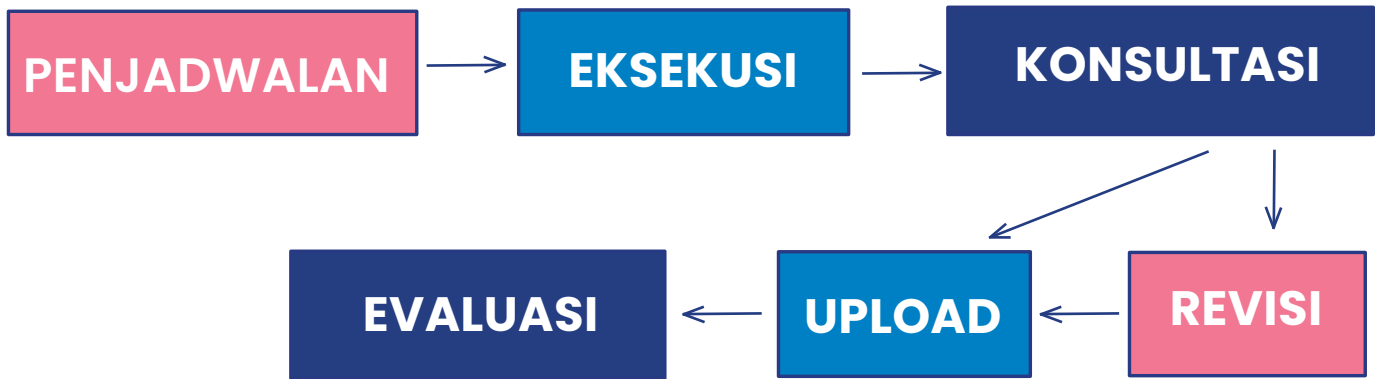 PENJADWALAN
EKSEKUSI
KONSULTASI
EVALUASI
UPLOAD
REVISI